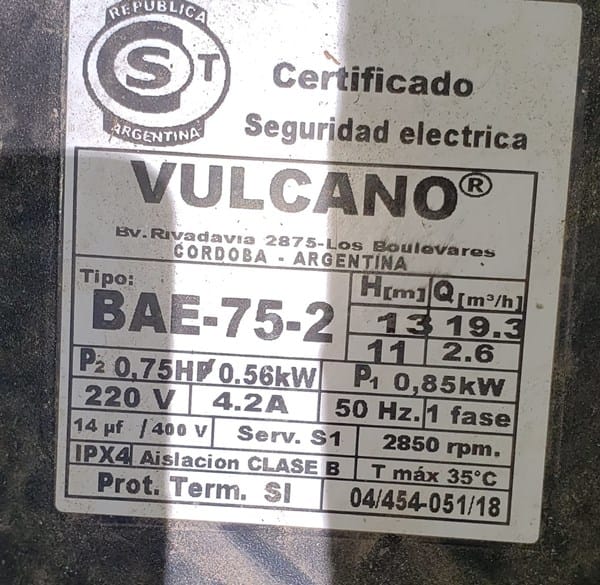 REPUBLICA
S T
ARGENTINA
Certificado
Seguridad electrica
VULCANO®
Bv. Rivadavia 2875-Los Boulevares
CORDOBA - ARGENTINA
Tipo:
BAE-75-2
H[m] Q[m³/h]
13 19.3
11 2.6
P2 0,75HP/ 0.56kW P1 0,85kW
220 V 4.2A 50 Hz. 1 fase
14 µf / 400 V Serv. S1 2850 rpm.
IPX4 Aislacion CLASE B T máx 35°C
Prot. Term. SI 04/454-051/18